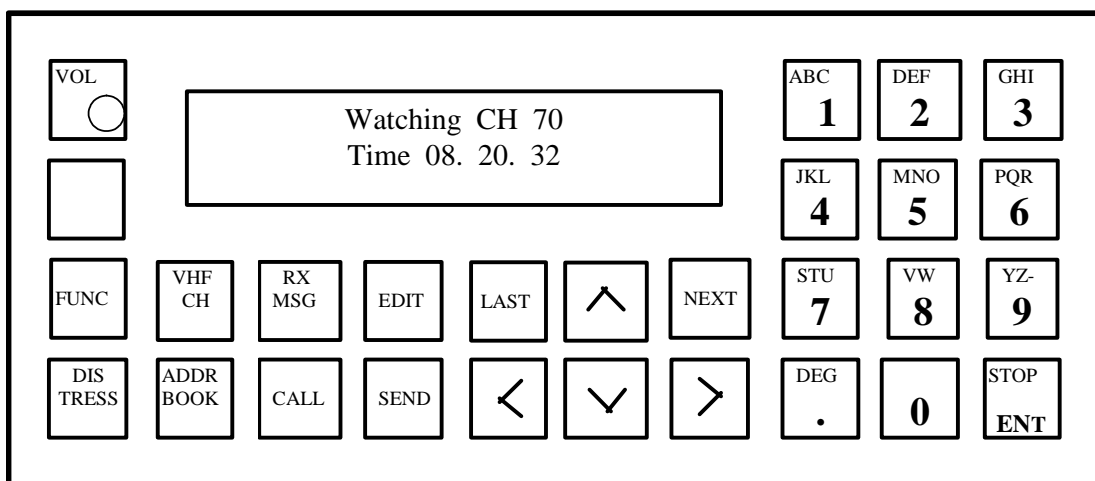 VOL
Watching CH 70
Time 08. 20. 32
ABC
1
DEF
2
GHI
3
JKL
4
MNO
5
PQR
6
FUNC
VHF
CH
RX
MSG
EDIT
LAST
NEXT
STU
7
VW
8
YZ-
9
DIS
TRESS
ADDR
BOOK
CALL
SEND
DEG
.
0
STOP
ENT